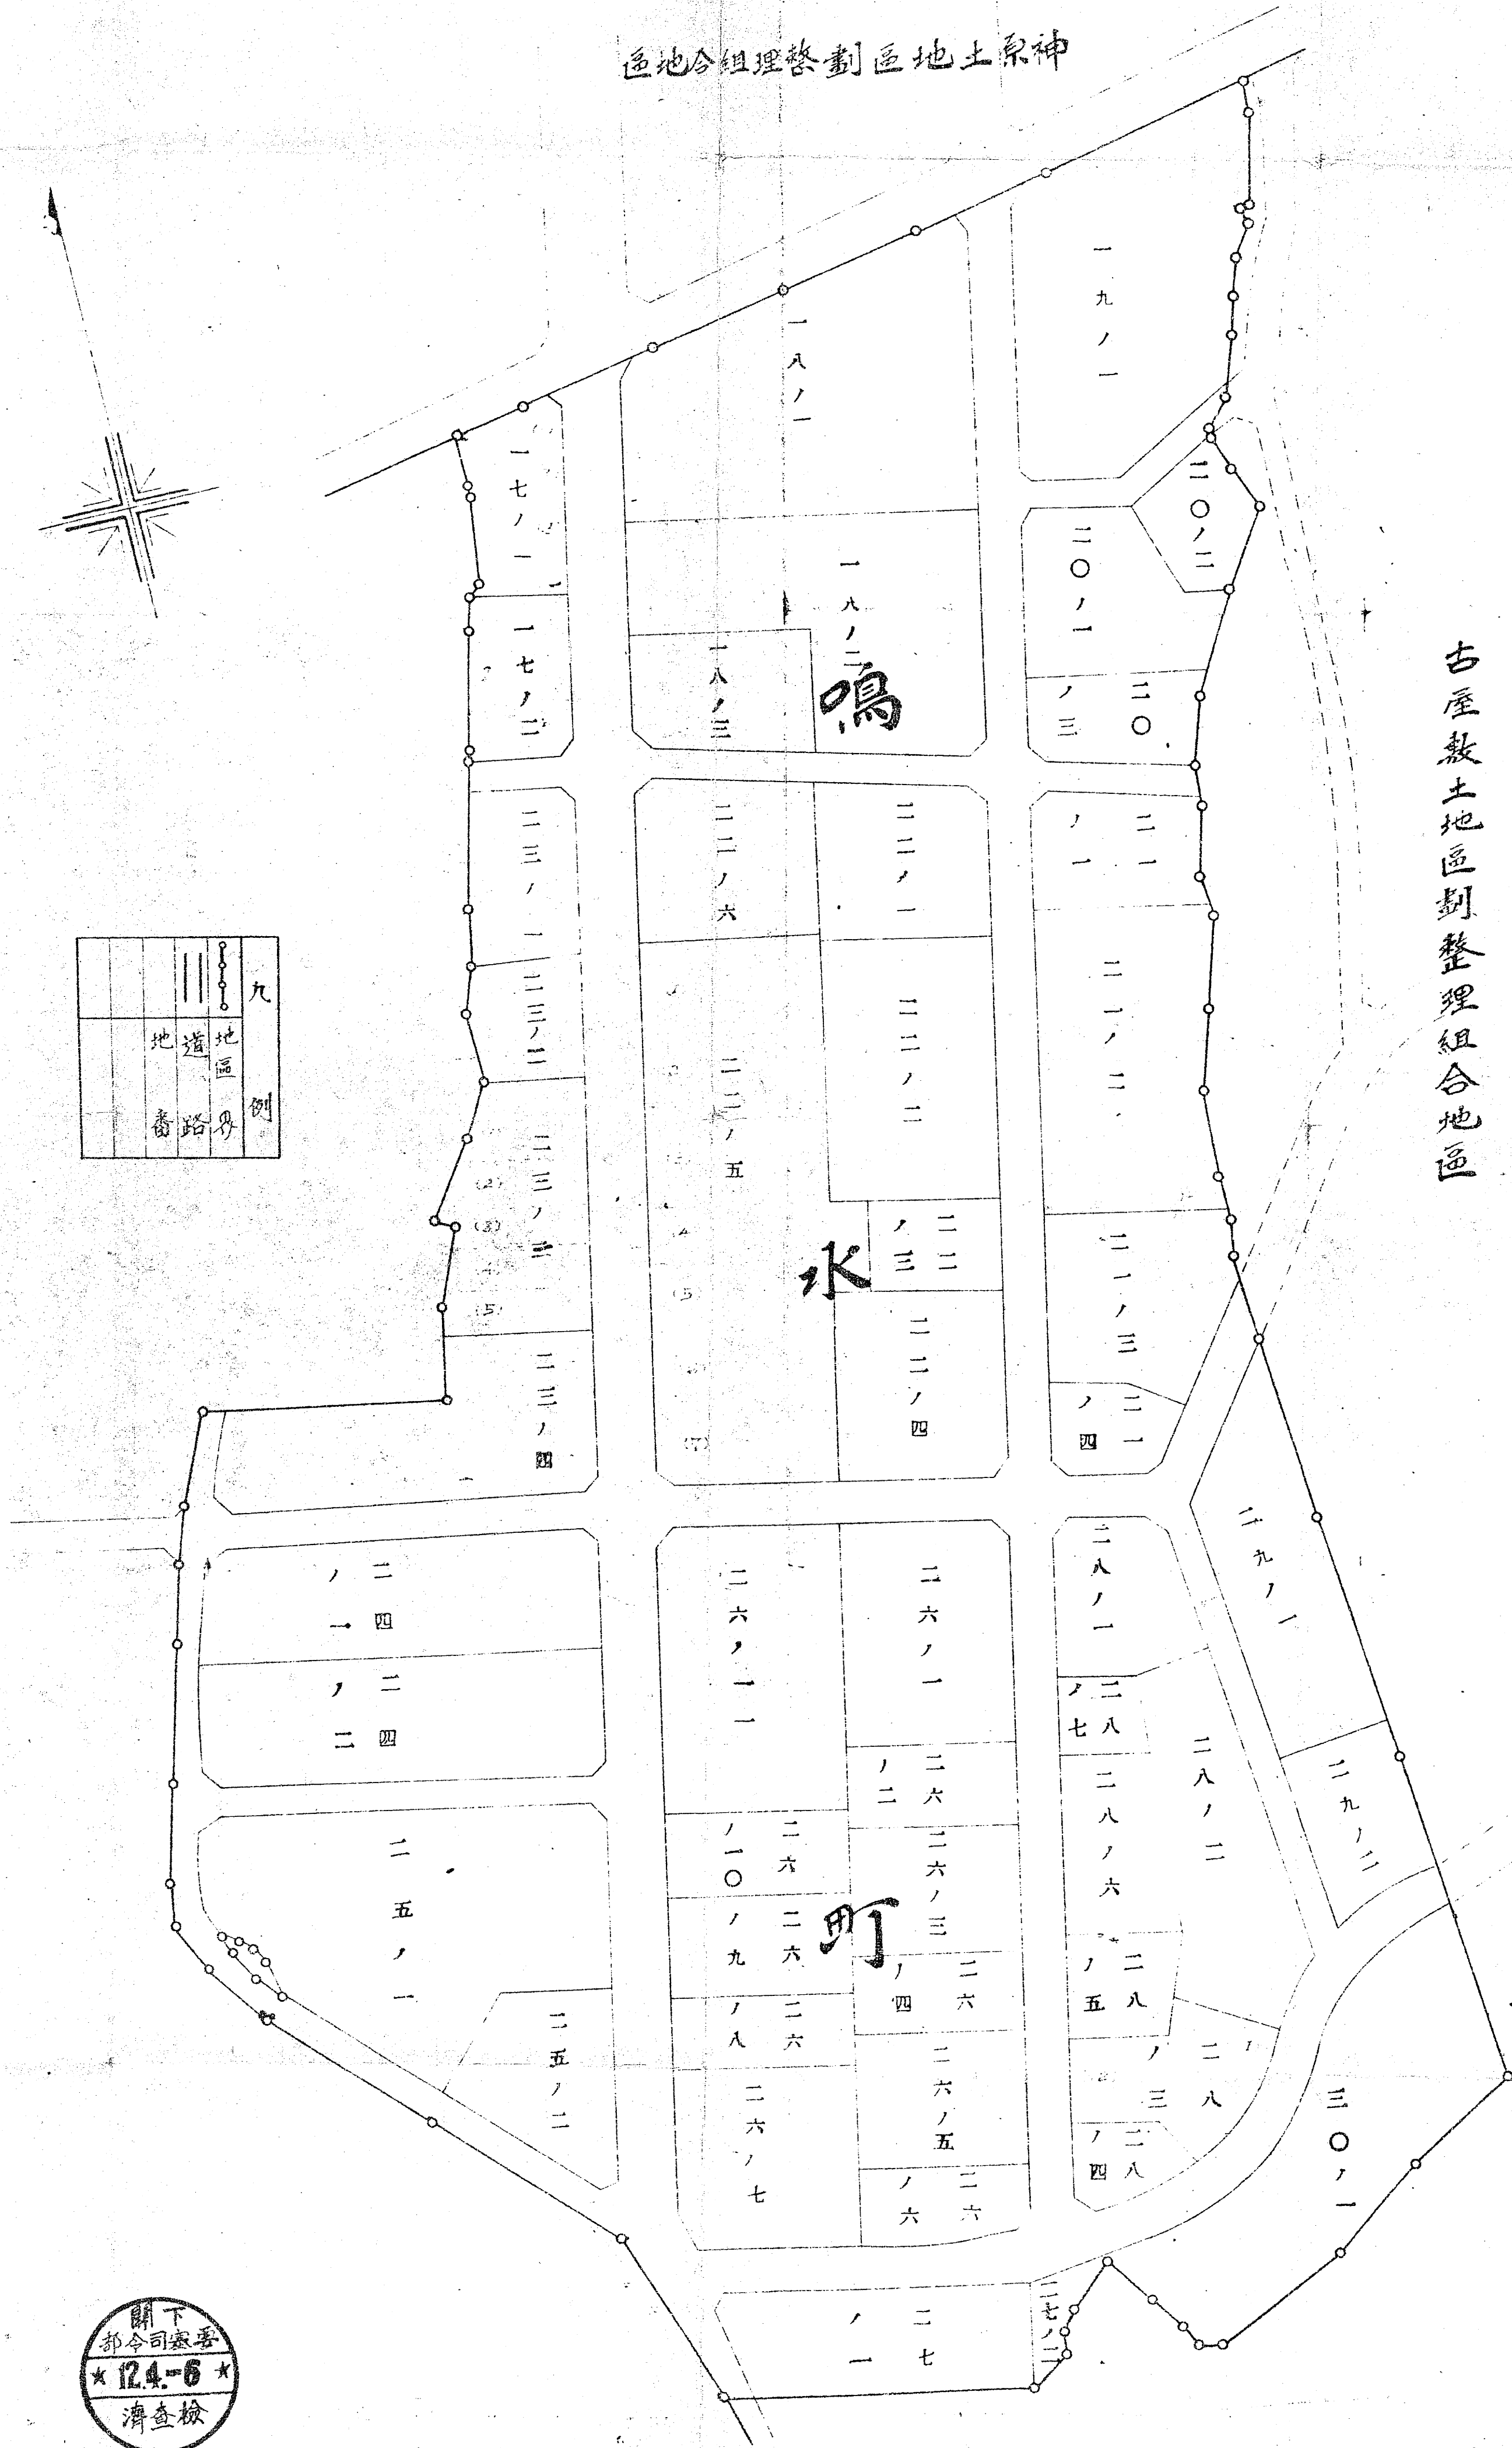 神原土地區劃整理組合地區
古屋敷土地區劃整理組合地區
鳴
水
町
一九ノ一
一八ノ一
一七ノ一
一七ノ二
一八ノ二
一八ノ三
二〇ノ二
二〇ノ一
二〇ノ三
二一ノ一
二一ノ二
二一ノ三
二一ノ四
二二ノ一
二二ノ二
二二ノ三
二二ノ四
二二ノ五
二二ノ六
二三ノ一
二三ノ二
二三ノ三
(2)
(3)
(5)
(5)
(7)
二三ノ四
二四ノ一
二四ノ二
二五ノ一
二五ノ二
二六ノ一
二六ノ二
二六ノ三
二六ノ四
二六ノ五
二六ノ六
二六ノ七
二六ノ八
二六ノ九
二六ノ一〇
二六ノ一一
二七ノ一
二七ノ二
二八ノ一
二八ノ二
二八ノ三
二八ノ四
二八ノ五
二八ノ六
二八ノ七
二九ノ一
二九ノ二
三〇ノ一
凡例
地區界
道路
地番
下關
要塞司令部
★ 12.4.-6 ★
檢査濟